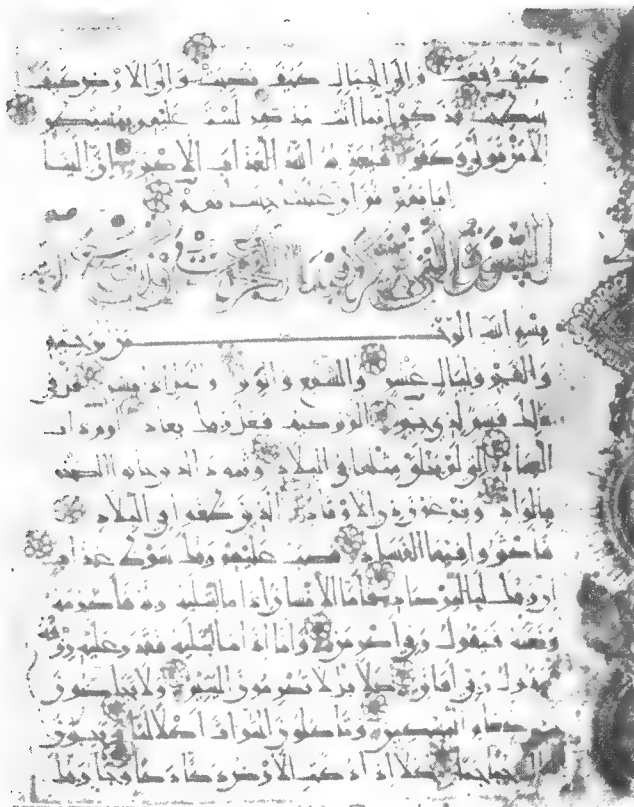 كيف رفعت والى الجبال كيف نصبت والى الارض كيف
سطحت فذكر انما انت مذكر لست عليهم بمصيطر
الا من تولى وكفر فيعذبه الله العذاب الاكبر ان الينا
ايابهم ثم ان علينا حسابهم
بسم الله الرحمن الرحيم
والفجر وليال عشر والشفع والوتر واليل اذا يسر هل في
ذلك قسم لذي حجر الم تر كيف فعل ربك بعاد ارم ذات
العماد التي لم يخلق مثلها في البلاد وثمود الذين جابوا الصخر
بالواد وفرعون ذي الاوتاد الذين طغوا في البلاد
فاكثروا فيها الفساد فصب عليهم ربك سوط عذاب
ان ربك لبالمرصاد فاما الانسان اذا ما ابتليه ربه فاكرمه
ونعمه فيقول ربي اكرمن واما اذا ما ابتليه فقدر عليه رزقه
فيقول ربي اهانن كلا بل لا تكرمون اليتيم ولا تحاضون
على طعام المسكين وتاكلون التراث اكلا لما وتحبون
المال حبا جما كلا اذا دكت الارض دكا دكا وجا ربك